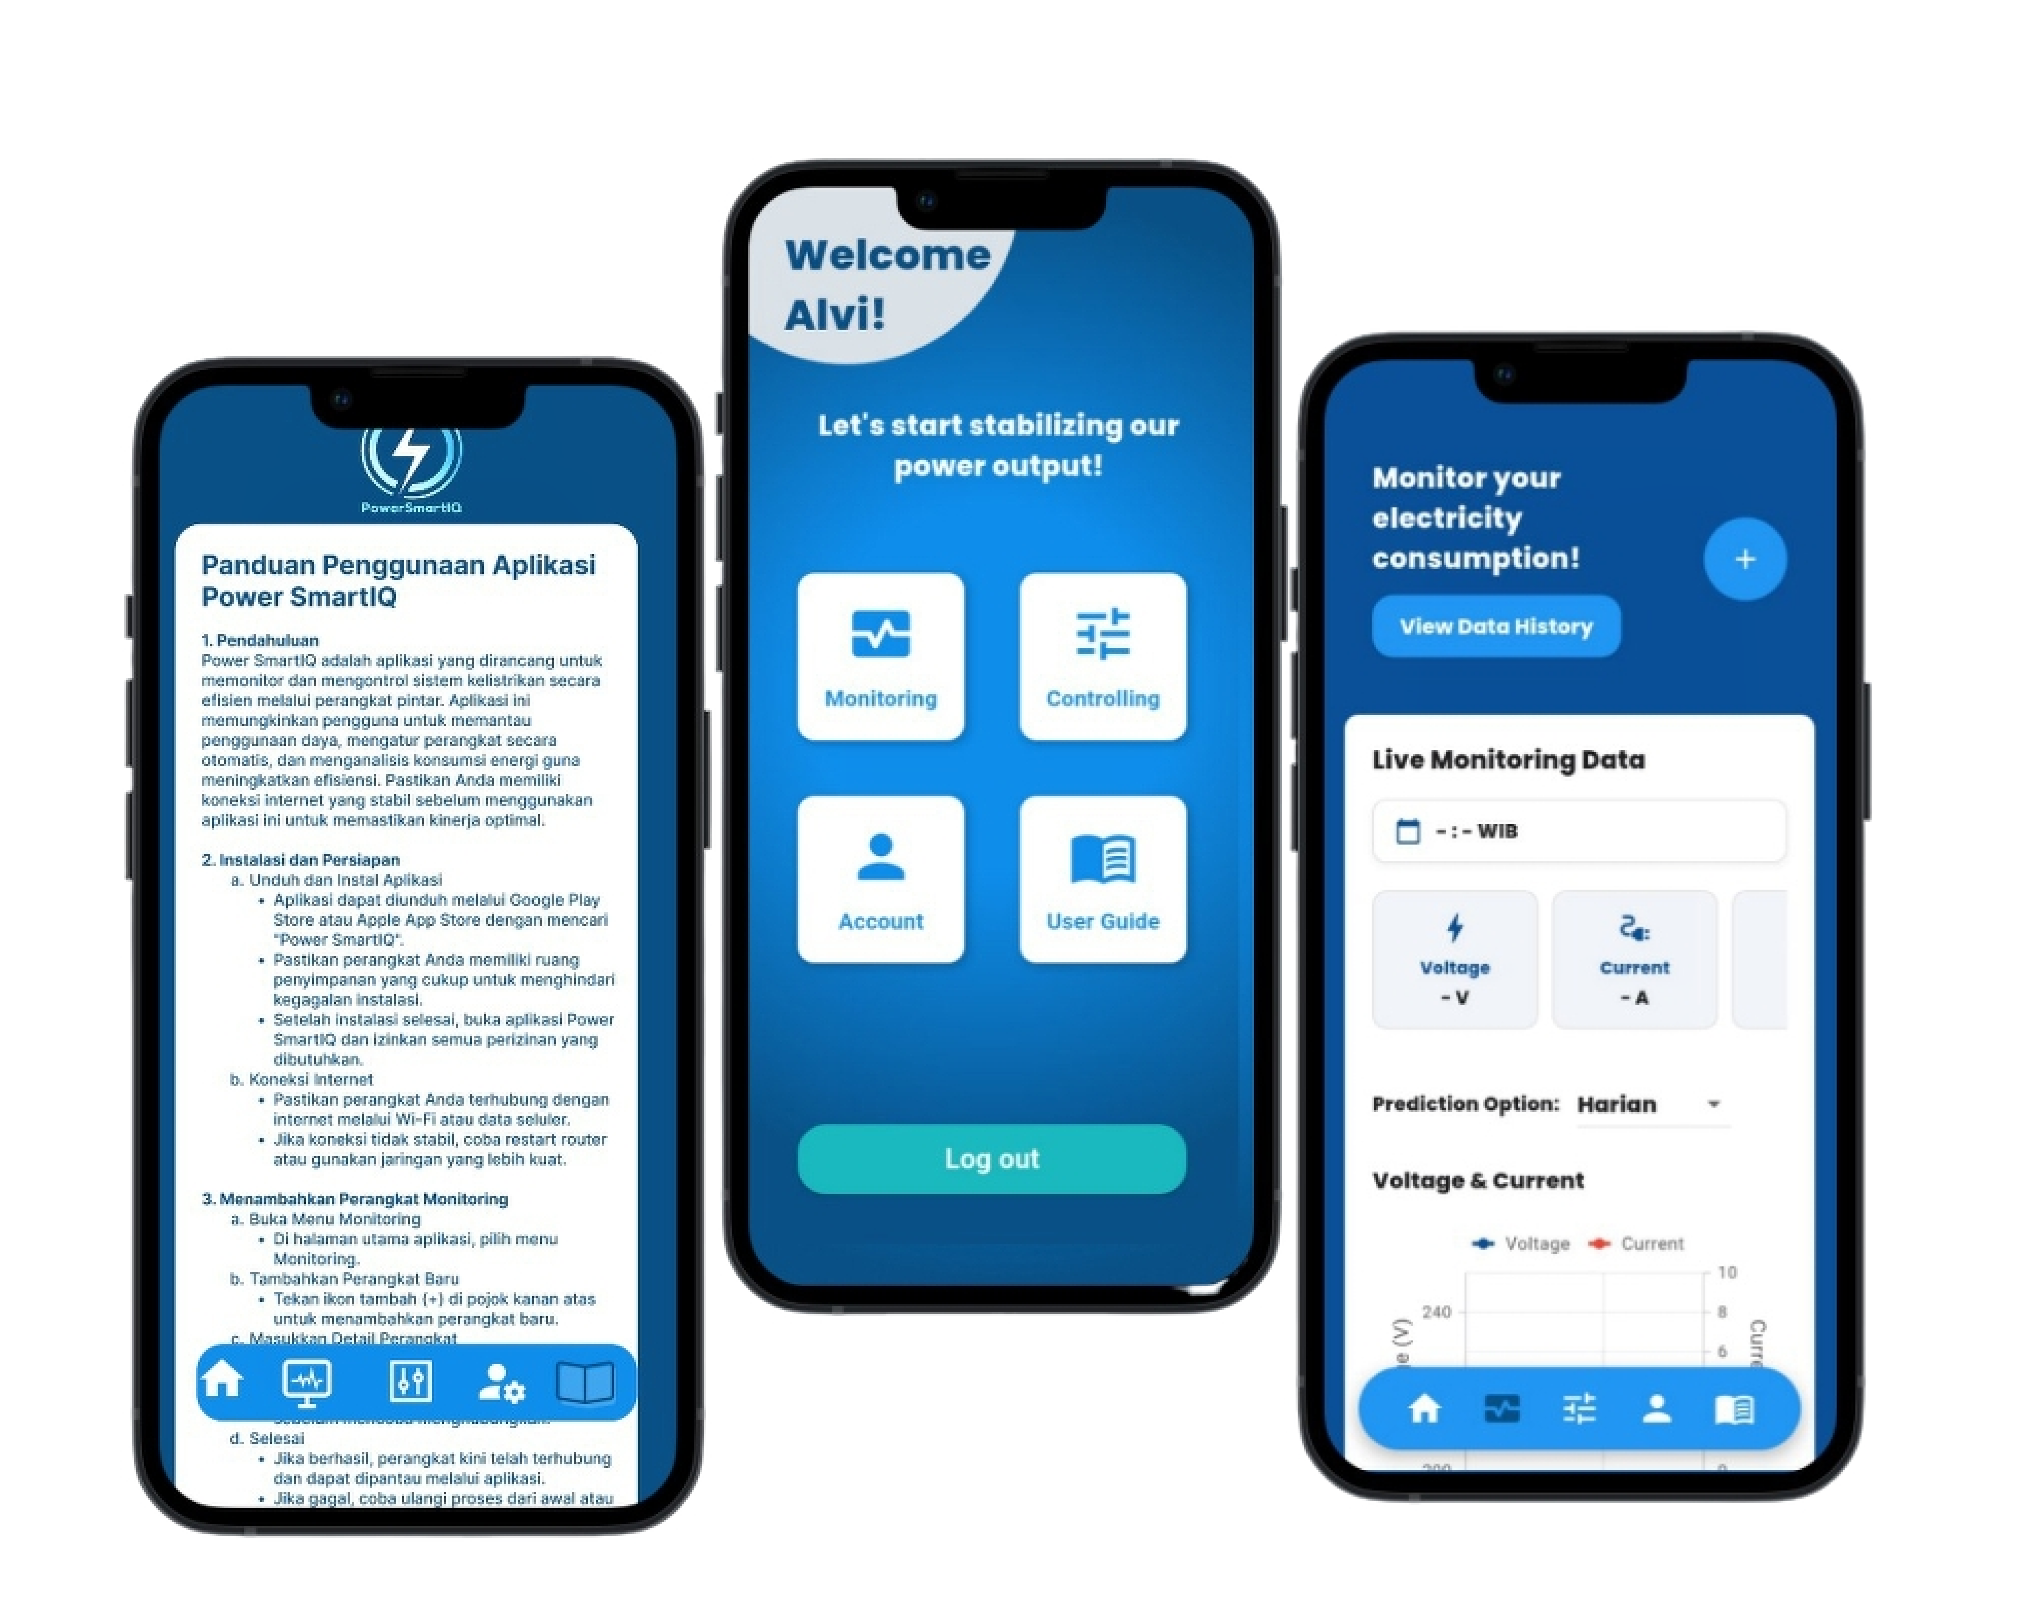 PowerSmartIQ
Panduan Penggunaan Aplikasi
Power SmartIQ
1. Pendahuluan
Power SmartIQ adalah aplikasi yang dirancang untuk
memonitor dan mengontrol sistem kelistrikan secara
efisien melalui perangkat pintar. Aplikasi ini
memungkinkan pengguna untuk memantau
penggunaan daya, mengatur perangkat secara
otomatis, dan menganalisis konsumsi energi guna
meningkatkan efisiensi. Pastikan Anda memiliki
koneksi internet yang stabil sebelum menggunakan
aplikasi ini untuk memastikan kinerja optimal.
2. Instalasi dan Persiapan
a. Unduh dan Instal Aplikasi
• Aplikasi dapat diunduh melalui Google Play
Store atau Apple App Store dengan mencari
"Power SmartIQ".
• Pastikan perangkat Anda memiliki ruang
penyimpanan yang cukup untuk menghindari
kegagalan instalasi.
• Setelah instalasi selesai, buka aplikasi Power
SmartIQ dan izinkan semua perizinan yang
dibutuhkan.
b. Koneksi Internet
• Pastikan perangkat Anda terhubung dengan
internet melalui Wi-Fi atau data seluler.
• Jika koneksi tidak stabil, coba restart router
atau gunakan jaringan yang lebih kuat.
3. Menambahkan Perangkat Monitoring
a. Buka Menu Monitoring
• Di halaman utama aplikasi, pilih menu
Monitoring.
b. Tambahkan Perangkat Baru
• Tekan ikon tambah (+) di pojok kanan atas
untuk menambahkan perangkat baru.
c. Masukkan Detail Perangkat
d. Selesai
• Jika berhasil, perangkat kini telah terhubung
dan dapat dipantau melalui aplikasi.
• Jika gagal, coba ulangi proses dari awal atau
Welcome
Alvi!
Let's start stabilizing our
power output!
Monitoring
Controlling
Account
User Guide
Log out
Monitor your
electricity
consumption!
+
View Data History
Live Monitoring Data
- : - WIB
Voltage
- V
Current
- A
Prediction Option: Harian
Voltage & Current
Voltage Current
10
240 8
6